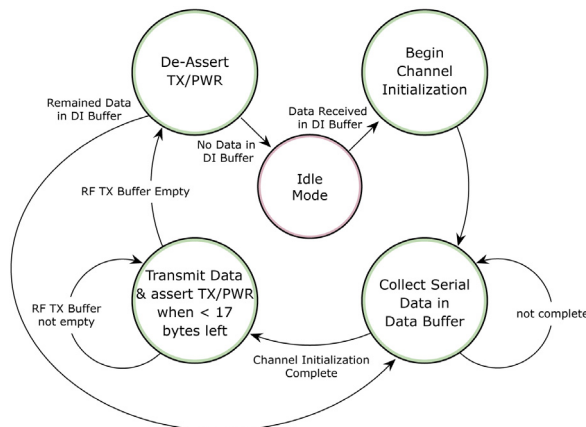 De-Assert
TX/PWR
Begin
Channel
Initialization
Remained Data
in DI Buffer
Data Received
in DI Buffer
No Data in
DI Buffer
Idle
Mode
RF TX Buffer Empty
Transmit Data
& assert TX/PWR
when < 17
bytes left
Collect Serial
Data in
Data Buffer
RF TX Buffer
not empty
not complete
Channel Initialization
Complete